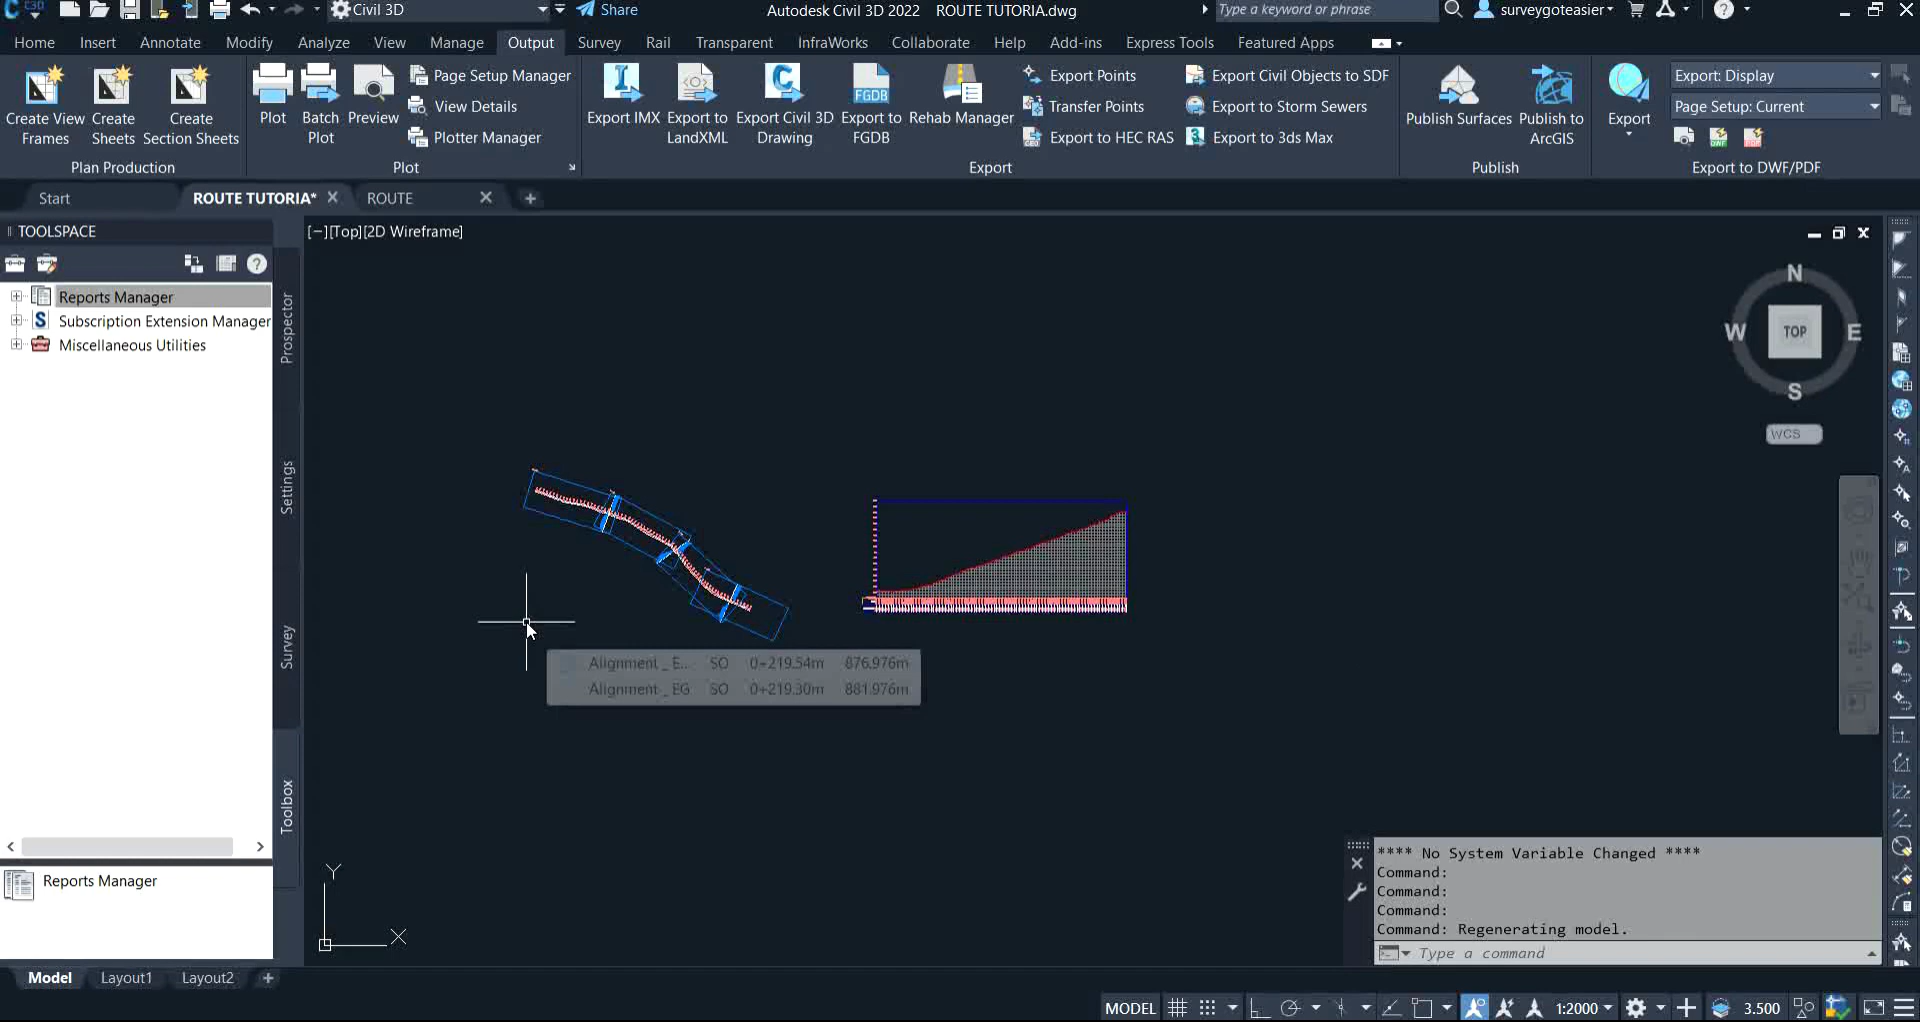 C3D Civil 3D Share Autodesk Civil 3D 2022 ROUTE TUTORIA.dwg Type a keyword or phrase surveygoteasier
Home Insert Annotate Modify Analyze View Manage Output Survey Rail Transparent InfraWorks Collaborate Help Add-ins Express Tools Featured Apps
Create View Frames
Create Sheets
Create Section Sheets
Plan Production
Plot
Batch Plot
Preview
Page Setup Manager
View Details
Plotter Manager
Plot
Export IMX
Export to LandXML
Export Civil 3D Drawing
FGDB
Export to FGDB
Rehab Manager
Export Points
Transfer Points
Export to HEC RAS
Export Civil Objects to SDF
Export to Storm Sewers
Export to 3ds Max
Export
Publish Surfaces
Publish to ArcGIS
Publish
Export
Export: Display
Page Setup: Current
Export to DWF/PDF
Start ROUTE TUTORIA* ROUTE
TOOLSPACE
[−][Top][2D Wireframe]
Reports Manager
Subscription Extension Manager
Miscellaneous Utilities
Prospector
Settings
Survey
Toolbox
N
W TOP E
S
WCS
Alignment _ E... SO 0+219.54m 876.976m
Alignment _ EG SO 0+219.30m 881.976m
Reports Manager
Y
X
**** No System Variable Changed ****
Command:
Command:
Command:
Command: Regenerating model.
Type a command
Model Layout1 Layout2
MODEL 1:2000 3.500